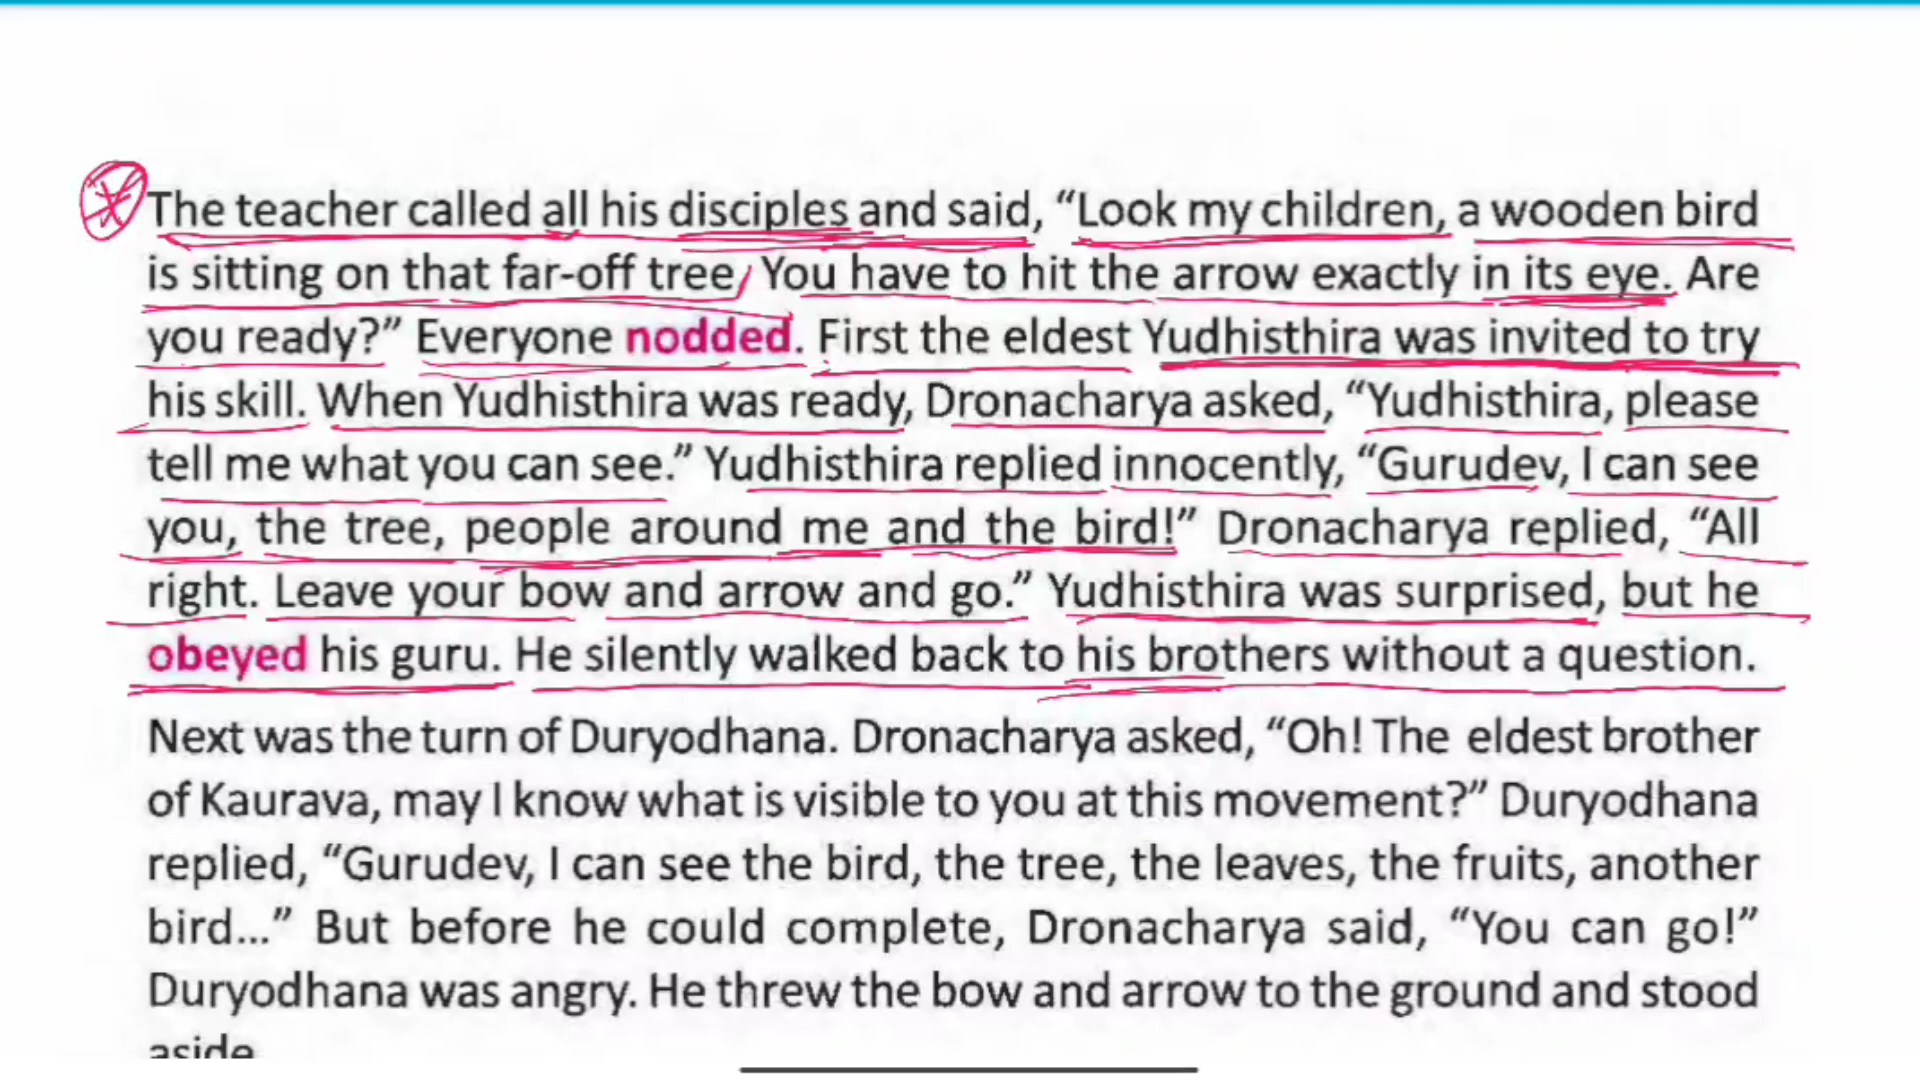 The teacher called all his disciples and said, “Look my children, a wooden bird
is sitting on that far-off tree, You have to hit the arrow exactly in its eye. Are
you ready?” Everyone nodded. First the eldest Yudhisthira was invited to try
his skill. When Yudhisthira was ready, Dronacharya asked, “Yudhisthira, please
tell me what you can see.” Yudhisthira replied innocently, “Gurudev, I can see
you, the tree, people around me and the bird!” Dronacharya replied, “All
right. Leave your bow and arrow and go.” Yudhisthira was surprised, but he
obeyed his guru. He silently walked back to his brothers without a question.
Next was the turn of Duryodhana. Dronacharya asked, “Oh! The eldest brother
of Kaurava, may I know what is visible to you at this movement?” Duryodhana
replied, “Gurudev, I can see the bird, the tree, the leaves, the fruits, another
bird...” But before he could complete, Dronacharya said, “You can go!”
Duryodhana was angry. He threw the bow and arrow to the ground and stood
aside